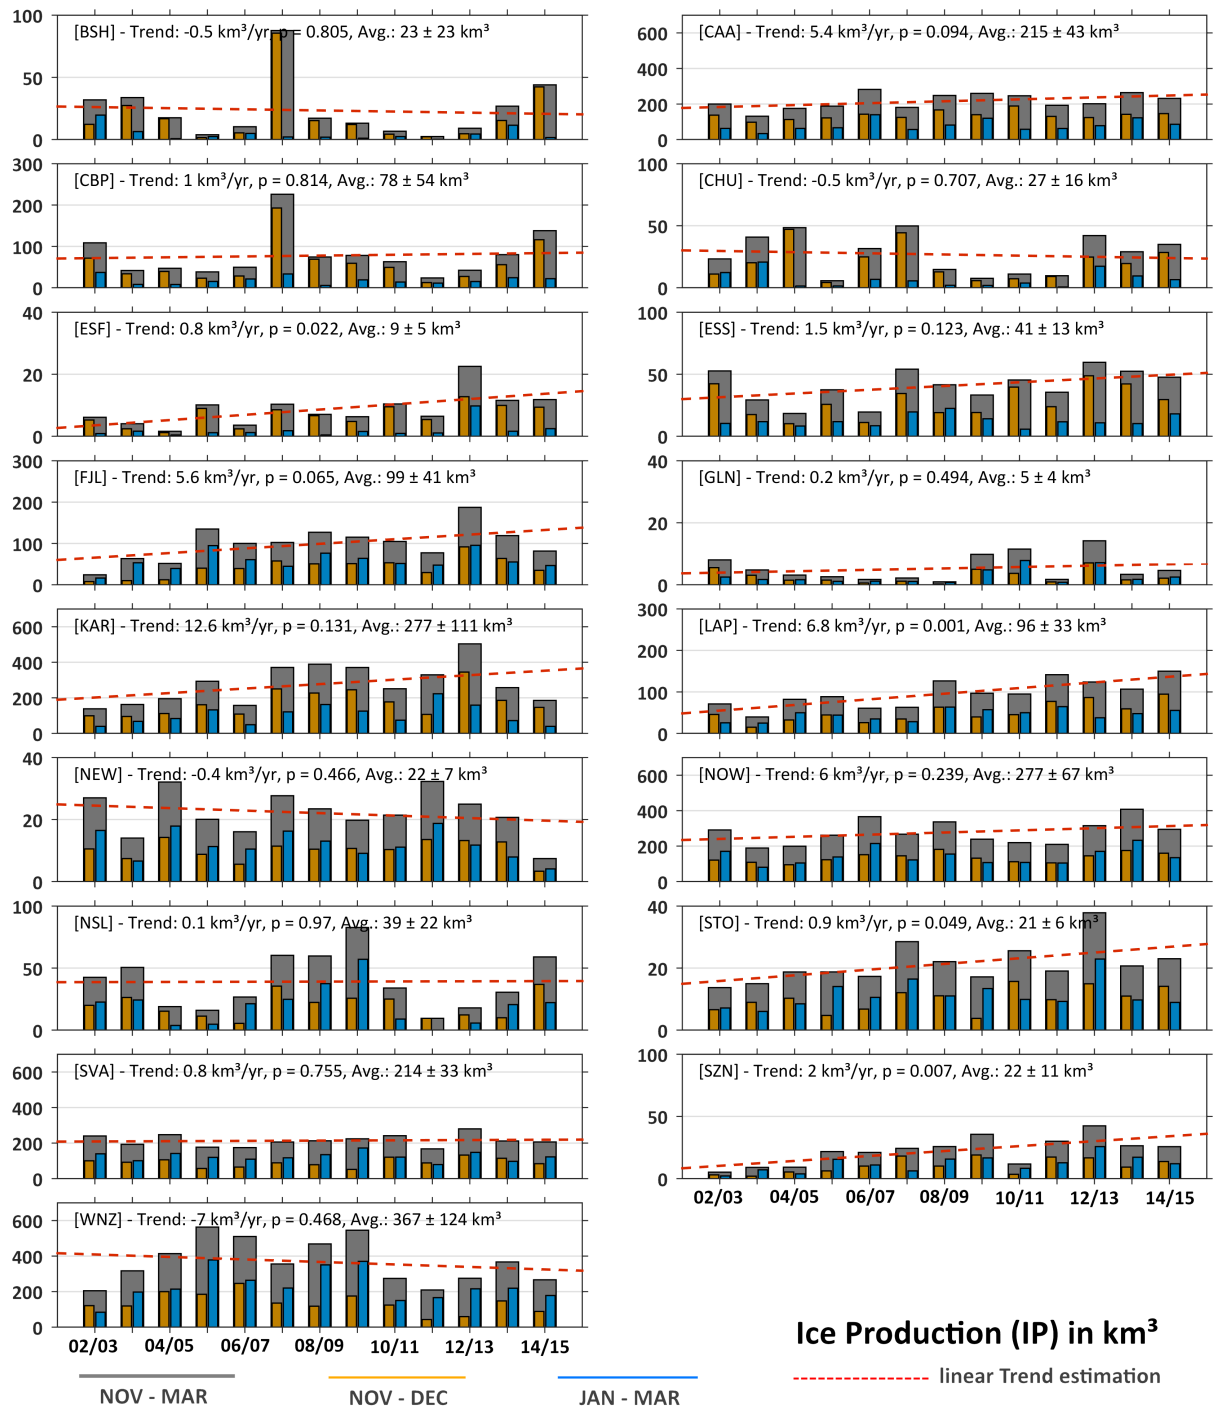 [BSH] - Trend: -0.5 km³/yr, p = 0.805, Avg.: 23 ± 23 km³
100
50
0
[CAA] - Trend: 5.4 km³/yr, p = 0.094, Avg.: 215 ± 43 km³
600
400
200
0
[CBP] - Trend: 1 km³/yr, p = 0.814, Avg.: 78 ± 54 km³
300
200
100
0
[CHU] - Trend: -0.5 km³/yr, p = 0.707, Avg.: 27 ± 16 km³
100
50
0
[ESF] - Trend: 0.8 km³/yr, p = 0.022, Avg.: 9 ± 5 km³
40
20
0
[ESS] - Trend: 1.5 km³/yr, p = 0.123, Avg.: 41 ± 13 km³
100
50
0
[FJL] - Trend: 5.6 km³/yr, p = 0.065, Avg.: 99 ± 41 km³
300
200
100
0
[GLN] - Trend: 0.2 km³/yr, p = 0.494, Avg.: 5 ± 4 km³
40
20
0
[KAR] - Trend: 12.6 km³/yr, p = 0.131, Avg.: 277 ± 111 km³
600
400
200
0
[LAP] - Trend: 6.8 km³/yr, p = 0.001, Avg.: 96 ± 33 km³
300
200
100
0
[NEW] - Trend: -0.4 km³/yr, p = 0.466, Avg.: 22 ± 7 km³
40
20
0
[NOW] - Trend: 6 km³/yr, p = 0.239, Avg.: 277 ± 67 km³
600
400
200
0
[NSL] - Trend: 0.1 km³/yr, p = 0.97, Avg.: 39 ± 22 km³
100
50
0
[STO] - Trend: 0.9 km³/yr, p = 0.049, Avg.: 21 ± 6 km³
40
20
0
[SVA] - Trend: 0.8 km³/yr, p = 0.755, Avg.: 214 ± 33 km³
600
400
200
0
[SZN] - Trend: 2 km³/yr, p = 0.007, Avg.: 22 ± 11 km³
100
50
0
02/03 04/05 06/07 08/09 10/11 12/13 14/15
[WNZ] - Trend: -7 km³/yr, p = 0.468, Avg.: 367 ± 124 km³
600
400
200
0
02/03 04/05 06/07 08/09 10/11 12/13 14/15
Ice Production (IP) in km³
linear Trend estimation
NOV - MAR
NOV - DEC
JAN - MAR